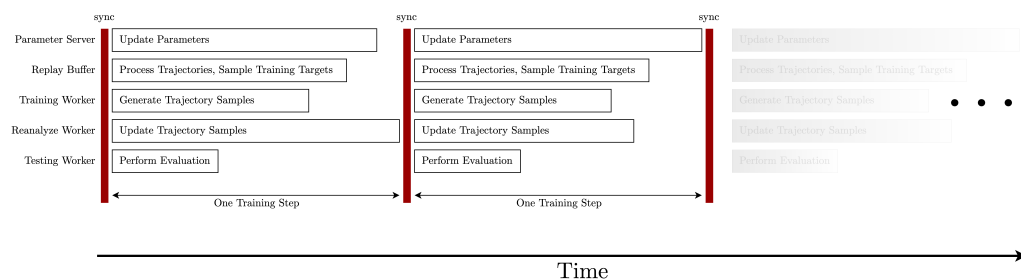 sync sync sync
Parameter Server Update Parameters Update Parameters Update Parameters
Replay Buffer Process Trajectories, Sample Training Targets Process Trajectories, Sample Training Targets Process Trajectories, Sample Training Targets
Training Worker Generate Trajectory Samples Generate Trajectory Samples Generate Trajectory Samples
Reanalyze Worker Update Trajectory Samples Update Trajectory Samples Update Trajectory Samples
Testing Worker Perform Evaluation Perform Evaluation Perform Evaluation
One Training Step One Training Step
Time